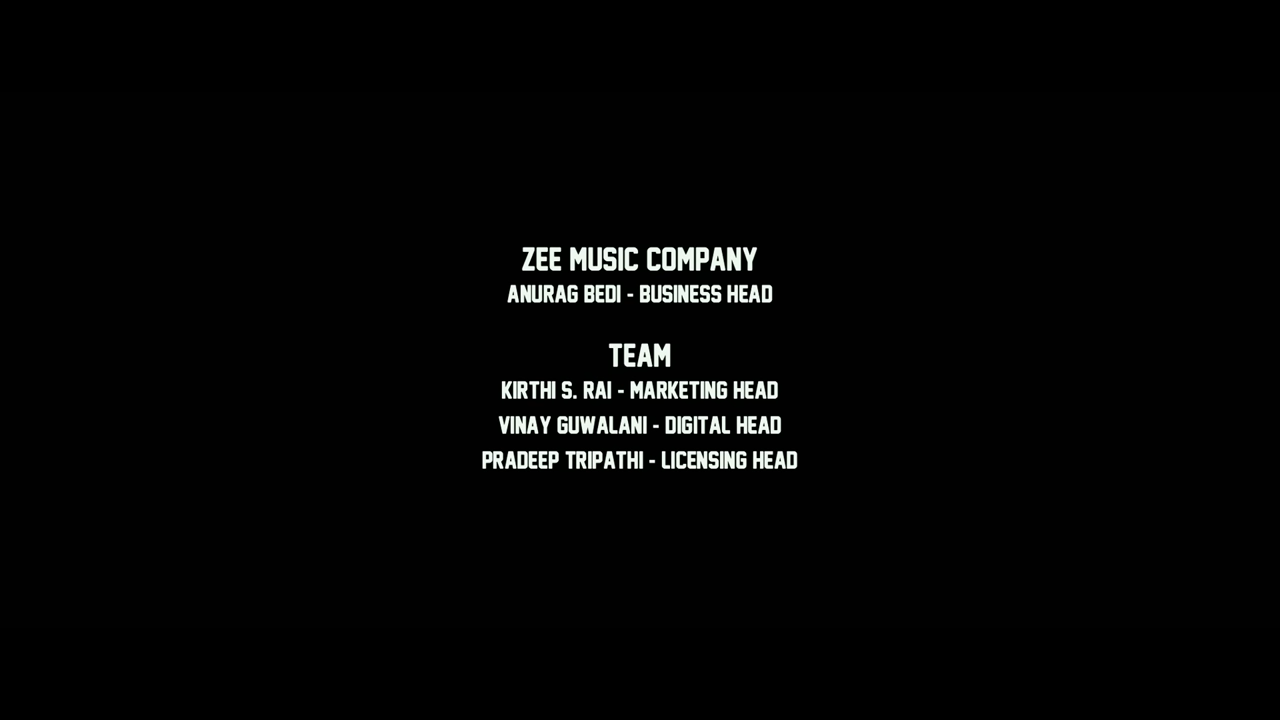 ZEE MUSIC COMPANY
ANURAG BEDI - BUSINESS HEAD
TEAM
KIRTHI S. RAI - MARKETING HEAD
VINAY GUWALANI - DIGITAL HEAD
PRADEEP TRIPATHI - LICENSING HEAD